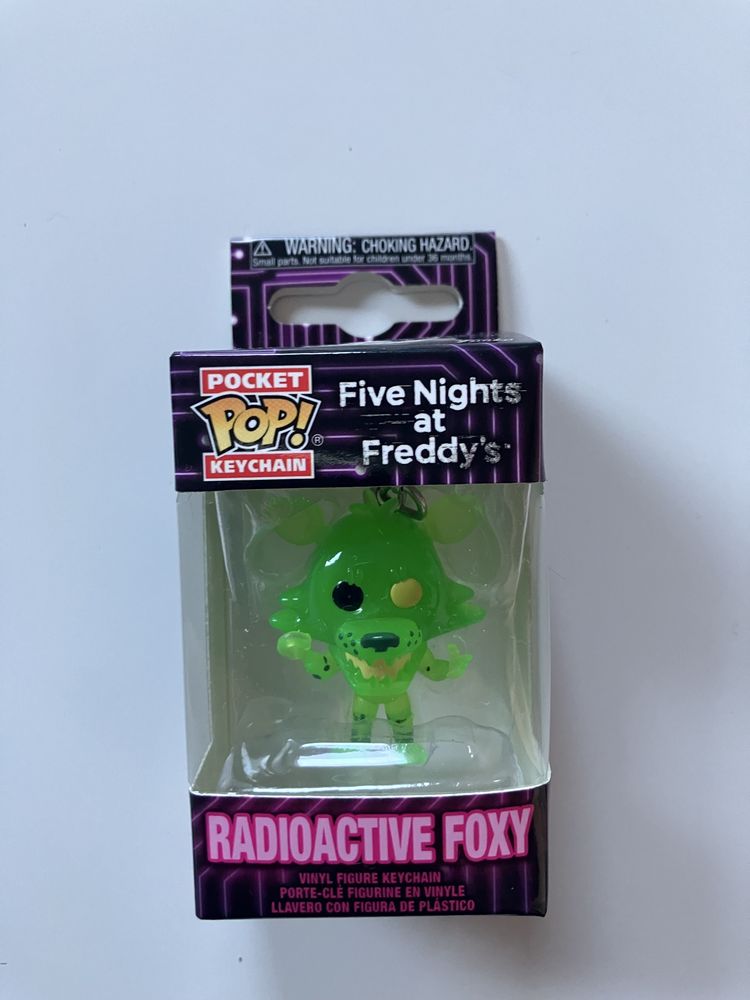 WARNING: CHOKING HAZARD.
Small parts. Not suitable for children under 36 months.
POCKET
POP! ®
KEYCHAIN
Five Nights
at
Freddy's™
RADIOACTIVE FOXY
VINYL FIGURE KEYCHAIN
PORTE-CLÉ FIGURINE EN VINYLE
LLAVERO CON FIGURA DE PLÁSTICO